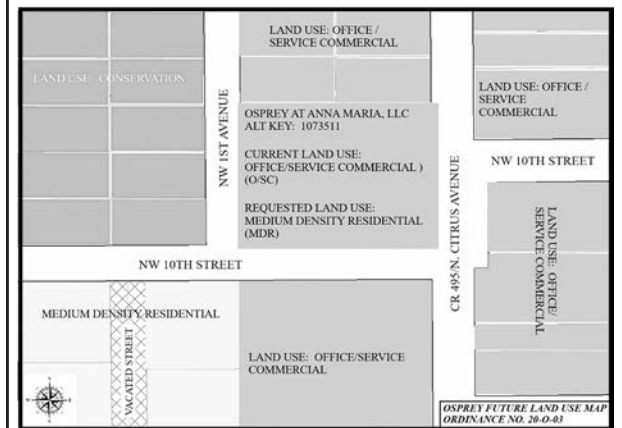 LAND USE: OFFICE /
SERVICE COMMERCIAL
LAND USE: CONSERVATION
LAND USE: OFFICE /
SERVICE
COMMERCIAL
NW 1ST AVENUE
OSPREY AT ANNA MARIA, LLC
ALT KEY: 1073511
CURRENT LAND USE:
OFFICE/SERVICE COMMERCIAL )
(O/SC)
REQUESTED LAND USE:
MEDIUM DENSITY RESIDENTIAL
(MDR)
CR 495/N. CITRUS AVENUE
NW 10TH STREET
LAND USE: OFFICE/
SERVICE COMMERCIAL
NW 10TH STREET
MEDIUM DENSITY RESIDENTIAL
VACATED STREET
LAND USE: OFFICE/SERVICE
COMMERCIAL
OSPREY FUTURE LAND USE MAP
ORDINANCE NO. 20-O-03